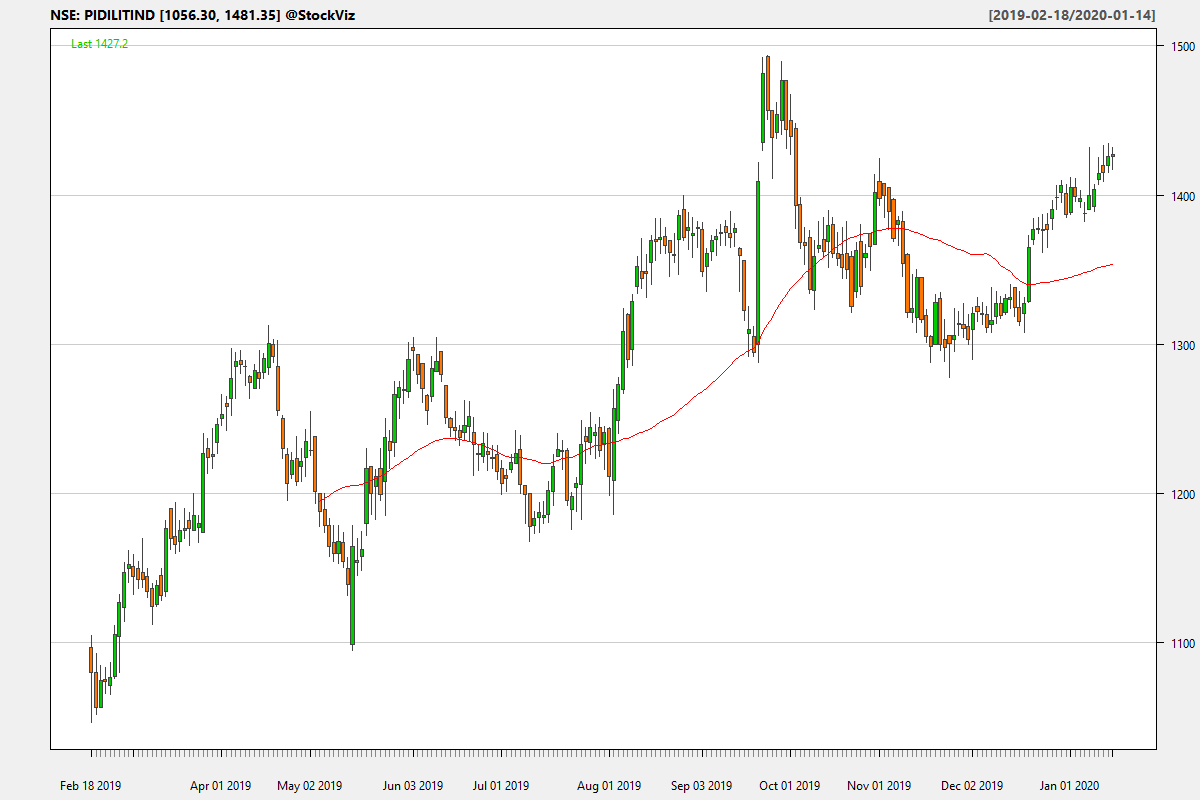 NSE: PIDILITIND [1056.30, 1481.35] @StockViz
[2019-02-18/2020-01-14]
Last 1427.2
1500
1400
1300
1200
1100
Feb 18 2019
Apr 01 2019
May 02 2019
Jun 03 2019
Jul 01 2019
Aug 01 2019
Sep 03 2019
Oct 01 2019
Nov 01 2019
Dec 02 2019
Jan 01 2020